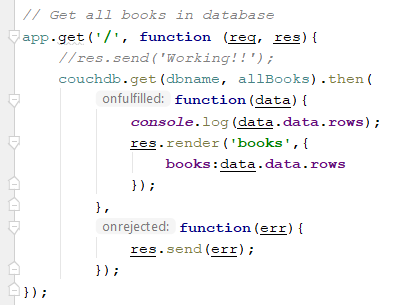 // Get all books in database
app.get('/', function (req, res){
    //res.send('Working!!!');
    couchdb.get(dbname, allBooks).then(
        onfulfilled: function(data){
            console.log(data.data.rows);
            res.render('books',{
                books:data.data.rows
            });
        },
        onrejected: function(err){
            res.send(err);
        });
});